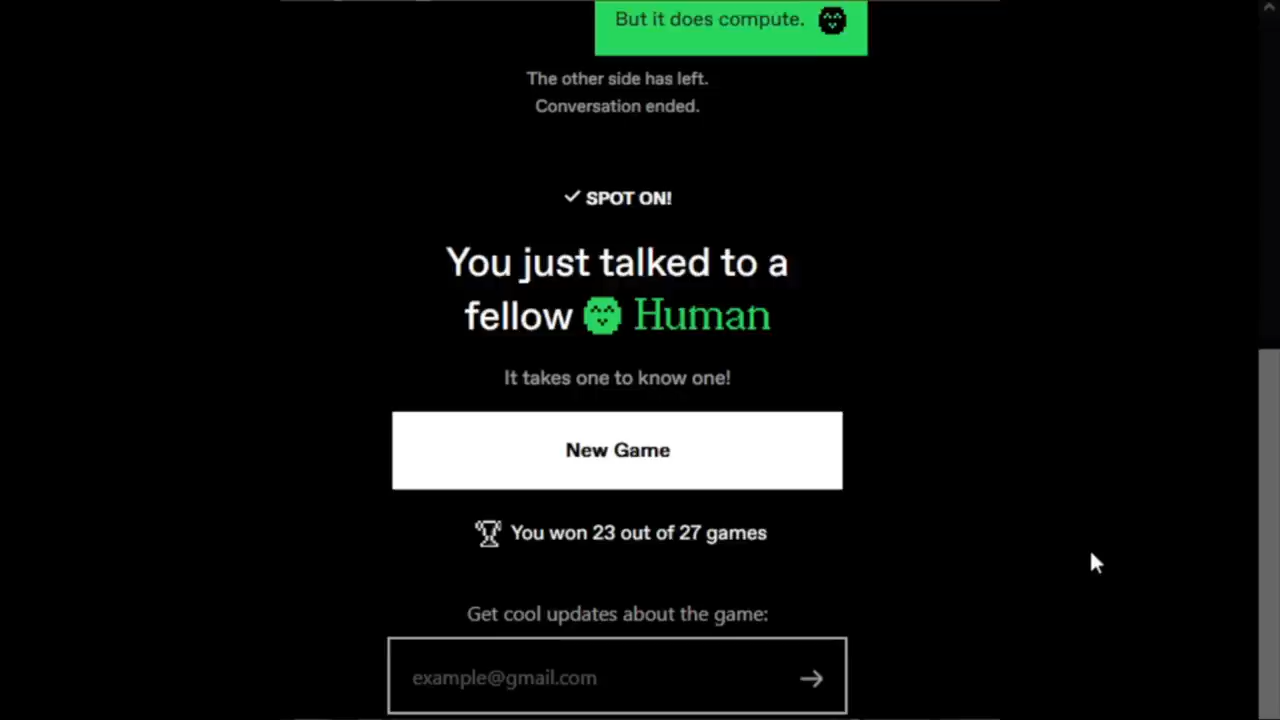 But it does compute.
The other side has left.
Conversation ended.
SPOT ON!
You just talked to a
fellow Human
It takes one to know one!
New Game
You won 23 out of 27 games
Get cool updates about the game:
example@gmail.com